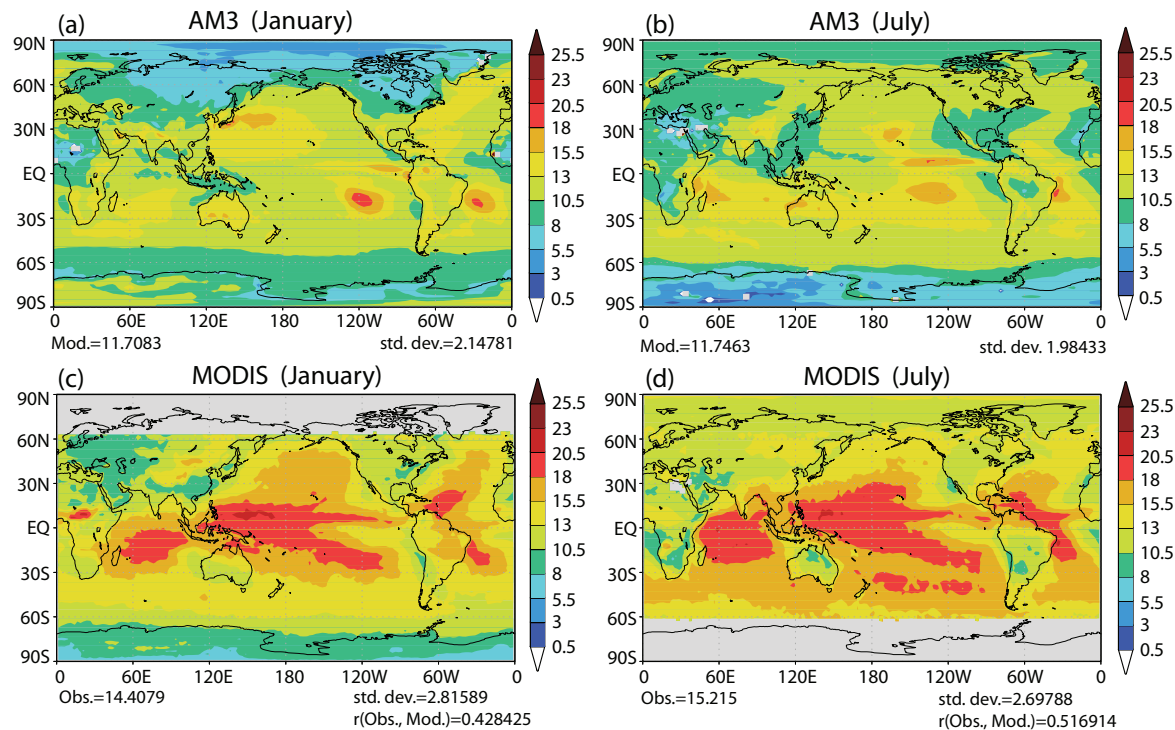 (a) AM3 (January)
90N
60N
30N
EQ
30S
60S
90S
0 60E 120E 180 120W 60W 0
25.5
23
20.5
18
15.5
13
10.5
8
5.5
3
0.5
Mod.=11.7083 std. dev.=2.14781
(b) AM3 (July)
90N
60N
30N
EQ
30S
60S
90S
0 60E 120E 180 120W 60W 0
25.5
23
20.5
18
15.5
13
10.5
8
5.5
3
0.5
Mod.=11.7463 std. dev. 1.98433
(c) MODIS (January)
90N
60N
30N
EQ
30S
60S
90S
0 60E 120E 180 120W 60W 0
25.5
23
20.5
18
15.5
13
10.5
8
5.5
3
0.5
Obs.=14.4079 std. dev.=2.81589
r(Obs., Mod.)=0.428425
(d) MODIS (July)
90N
60N
30N
EQ
30S
60S
90S
0 60E 120E 180 120W 60W 0
25.5
23
20.5
18
15.5
13
10.5
8
5.5
3
0.5
Obs.=15.215 std. dev.=2.69788
r(Obs., Mod.)=0.516914